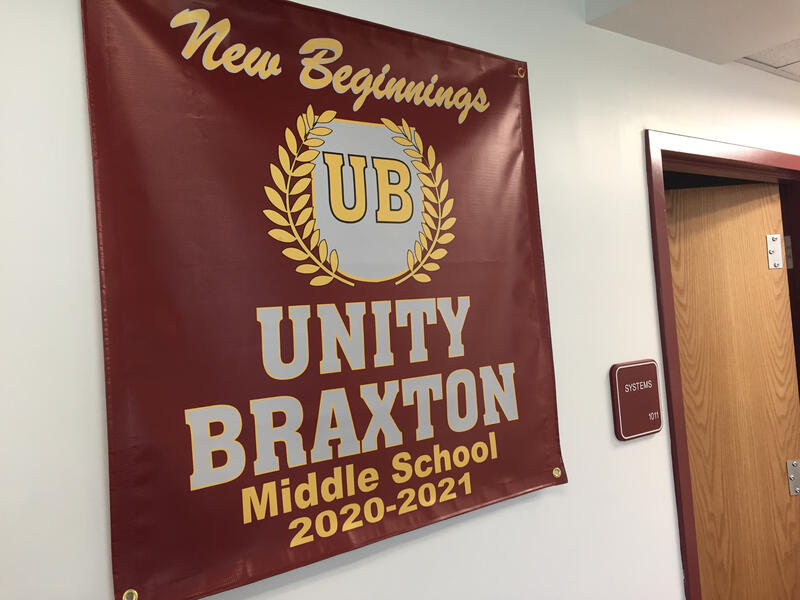 New Beginnings
UB
UNITY
BRAXTON
Middle School
2020-2021
SYSTEMS
1011